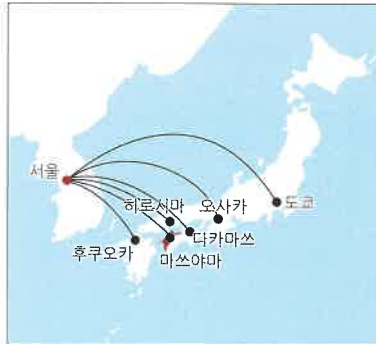 서울
히로시마
오사카
도쿄
후쿠오카
다카마쓰
마쓰야마